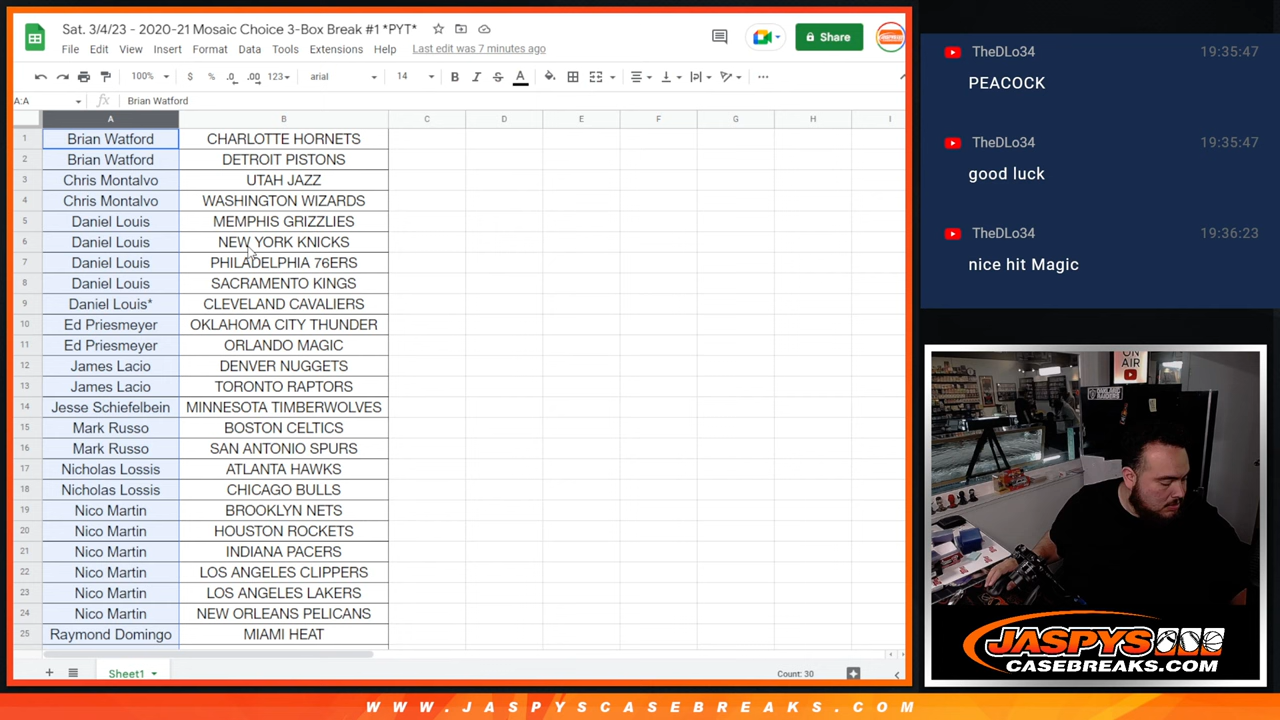 Sat. 3/4/23 - 2020-21 Mosaic Choice 3-Box Break #1 *PYT*
File Edit View Insert Format Data Tools Extensions Help Last edit was 7 minutes ago
Share
100% $ % .0 .00 123 arial 14 B I S A
A:A fx Brian Watford
A B C D E F G H I
1 Brian Watford CHARLOTTE HORNETS
2 Brian Watford DETROIT PISTONS
3 Chris Montalvo UTAH JAZZ
4 Chris Montalvo WASHINGTON WIZARDS
5 Daniel Louis MEMPHIS GRIZZLIES
6 Daniel Louis NEW YORK KNICKS
7 Daniel Louis PHILADELPHIA 76ERS
8 Daniel Louis SACRAMENTO KINGS
9 Daniel Louis* CLEVELAND CAVALIERS
10 Ed Priesmeyer OKLAHOMA CITY THUNDER
11 Ed Priesmeyer ORLANDO MAGIC
12 James Lacio DENVER NUGGETS
13 James Lacio TORONTO RAPTORS
14 Jesse Schiefelbein MINNESOTA TIMBERWOLVES
15 Mark Russo BOSTON CELTICS
16 Mark Russo SAN ANTONIO SPURS
17 Nicholas Lossis ATLANTA HAWKS
18 Nicholas Lossis CHICAGO BULLS
19 Nico Martin BROOKLYN NETS
20 Nico Martin HOUSTON ROCKETS
21 Nico Martin INDIANA PACERS
22 Nico Martin LOS ANGELES CLIPPERS
23 Nico Martin LOS ANGELES LAKERS
24 Nico Martin NEW ORLEANS PELICANS
25 Raymond Domingo MIAMI HEAT
Sheet1 Count: 30
TheDLo34 19:35:47
PEACOCK
TheDLo34 19:35:47
good luck
TheDLo34 19:36:23
nice hit Magic
ON
AIR
OAKLAND
RAIDERS
JASPYS
CASEBREAKS.COM
WWW.JASPYSCASEBREAKS.COM